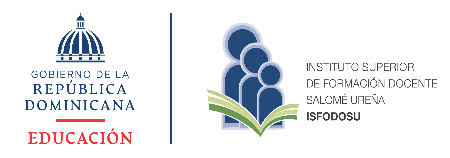 GOBIERNO DE LA
REPÚBLICA
DOMINICANA
EDUCACIÓN
INSTITUTO SUPERIOR
DE FORMACIÓN DOCENTE
SALOMÉ UREÑA
ISFODOSU